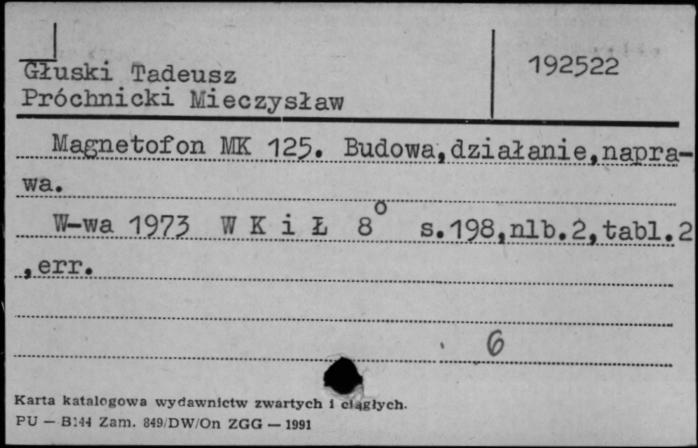 Głuski Tadeusz
192522
Próchnicki Mieczysław
Magnetofon MK 125. Budowa,działanie,napra-
wa.
W-wa 1973 W K i Ł 8° s.198,nlb.2,tabl.2
,err.
6
Karta katalogowa wydawnictw zwartych i ciągłych.
PU — B144 Zam. 849/DW/On ZGG — 1991